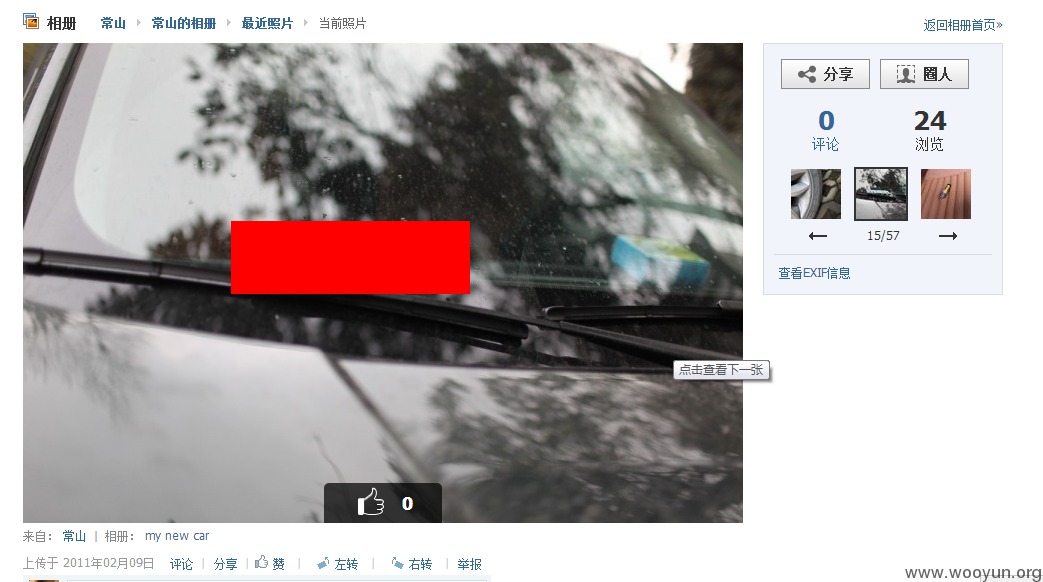 相册 常山 常山的相册 最近照片 当前照片
返回相册首页»
分享 圈人
0 24
评论 浏览
15/57
查看EXIF信息
点击查看下一张
0
来自： 常山 | 相册： my new car
上传于 2011年02月09日 评论 | 分享 | 赞 | 左转 | 右转 | 举报
www.wooyun.org